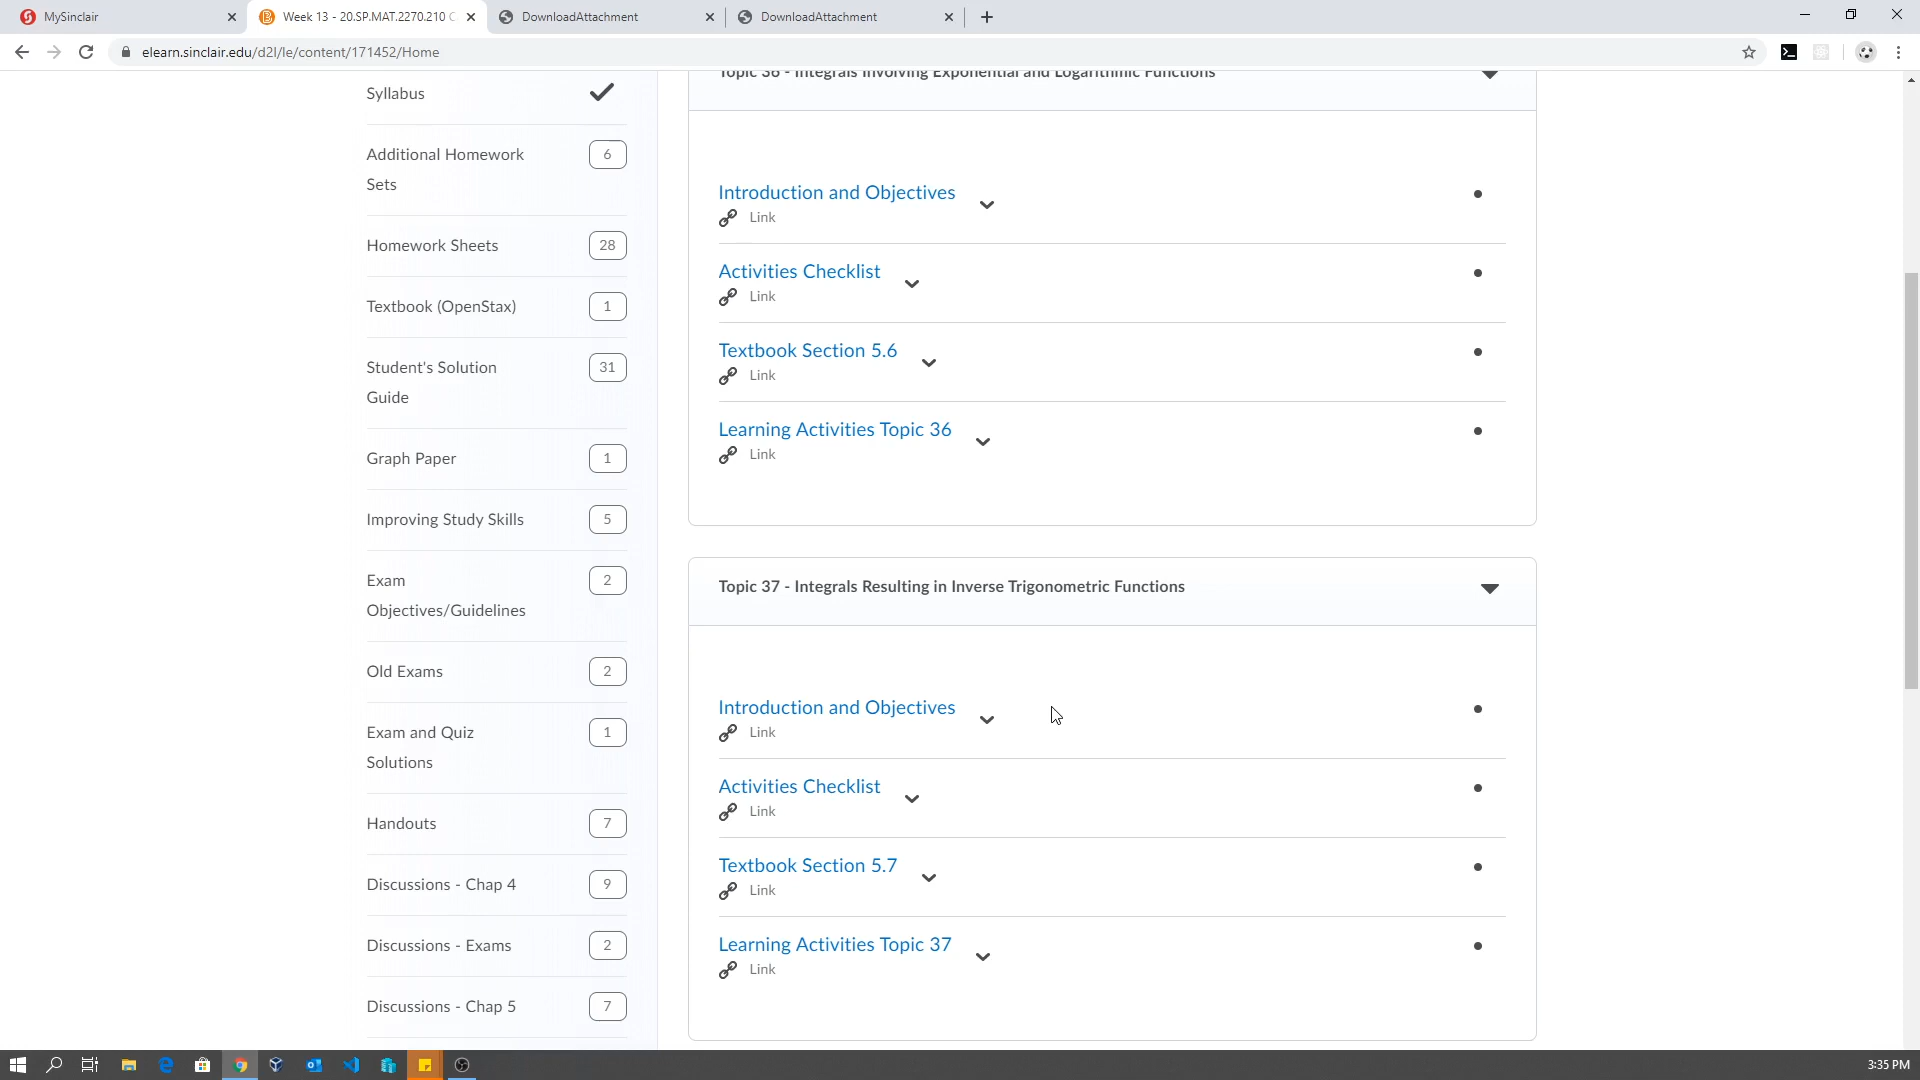 MySinclair
Week 13 - 20.SP.MAT.2270.210 C
DownloadAttachment
DownloadAttachment
elearn.sinclair.edu/d2l/le/content/171452/Home
Syllabus
Additional Homework
Sets
6
Homework Sheets
28
Textbook (OpenStax)
1
Student's Solution
Guide
31
Graph Paper
1
Improving Study Skills
5
Exam
Objectives/Guidelines
2
Old Exams
2
Exam and Quiz
Solutions
1
Handouts
7
Discussions - Chap 4
9
Discussions - Exams
2
Discussions - Chap 5
7
Topic 36 - Integrals Involving Exponential and Logarithmic Functions
Introduction and Objectives
Link
Activities Checklist
Link
Textbook Section 5.6
Link
Learning Activities Topic 36
Link
Topic 37 - Integrals Resulting in Inverse Trigonometric Functions
Introduction and Objectives
Link
Activities Checklist
Link
Textbook Section 5.7
Link
Learning Activities Topic 37
Link
3:35 PM